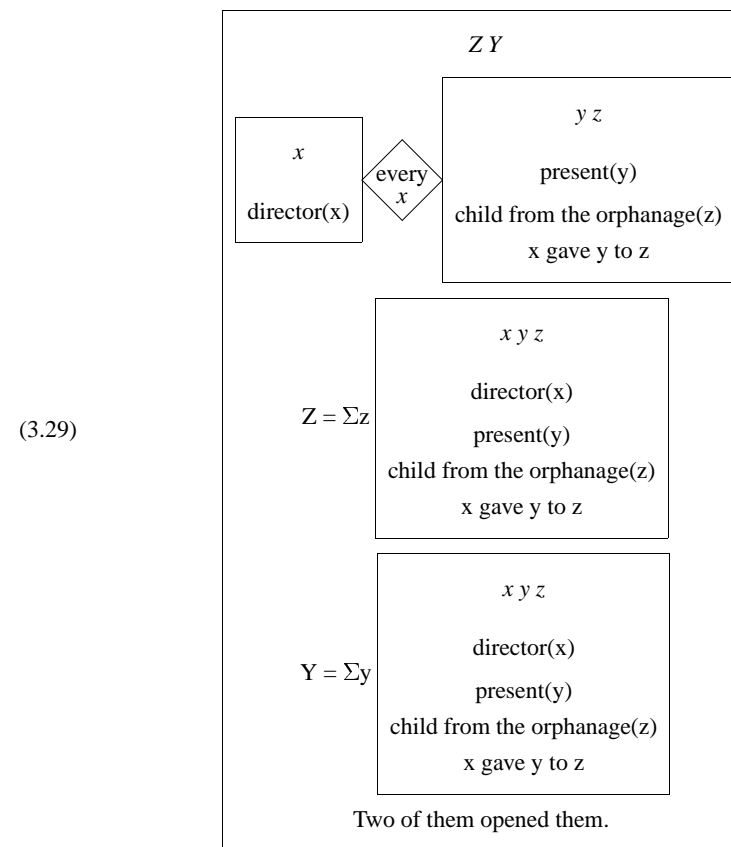 Z Y
x
director(x)
every
x
y z
present(y)
child from the orphanage(z)
x gave y to z
(3.29)
Z = Σz
x y z
director(x)
present(y)
child from the orphanage(z)
x gave y to z
Y = Σy
x y z
director(x)
present(y)
child from the orphanage(z)
x gave y to z
Two of them opened them.